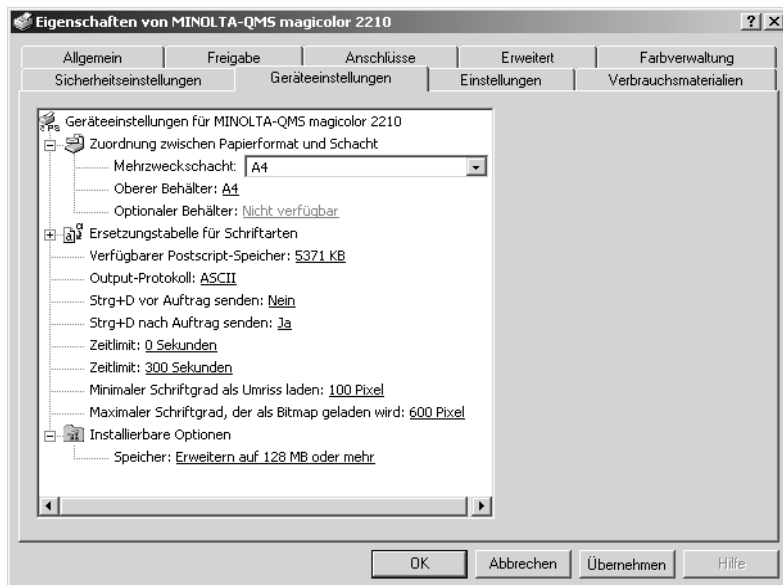 Eigenschaften von MINOLTA-QMS magicolor 2210
Allgemein Freigabe Anschlüsse Erweitert Farbverwaltung
Sicherheitseinstellungen Geräteeinstellungen Einstellungen Verbrauchsmaterialien
Geräteeinstellungen für MINOLTA-QMS magicolor 2210
Zuordnung zwischen Papierformat und Schacht
Mehrzweckschacht: A4
Oberer Behälter: A4
Optionaler Behälter: Nicht verfügbar
Ersetzungstabelle für Schriftarten
Verfügbarer Postscript-Speicher: 5371 KB
Output-Protokoll: ASCII
Strg+D vor Auftrag senden: Nein
Strg+D nach Auftrag senden: Ja
Zeitlimit: 0 Sekunden
Zeitlimit: 300 Sekunden
Minimaler Schriftgrad als Umriss laden: 100 Pixel
Maximaler Schriftgrad, der als Bitmap geladen wird: 600 Pixel
Installierbare Optionen
Speicher: Erweitern auf 128 MB oder mehr
OK Abbrechen Übernehmen Hilfe